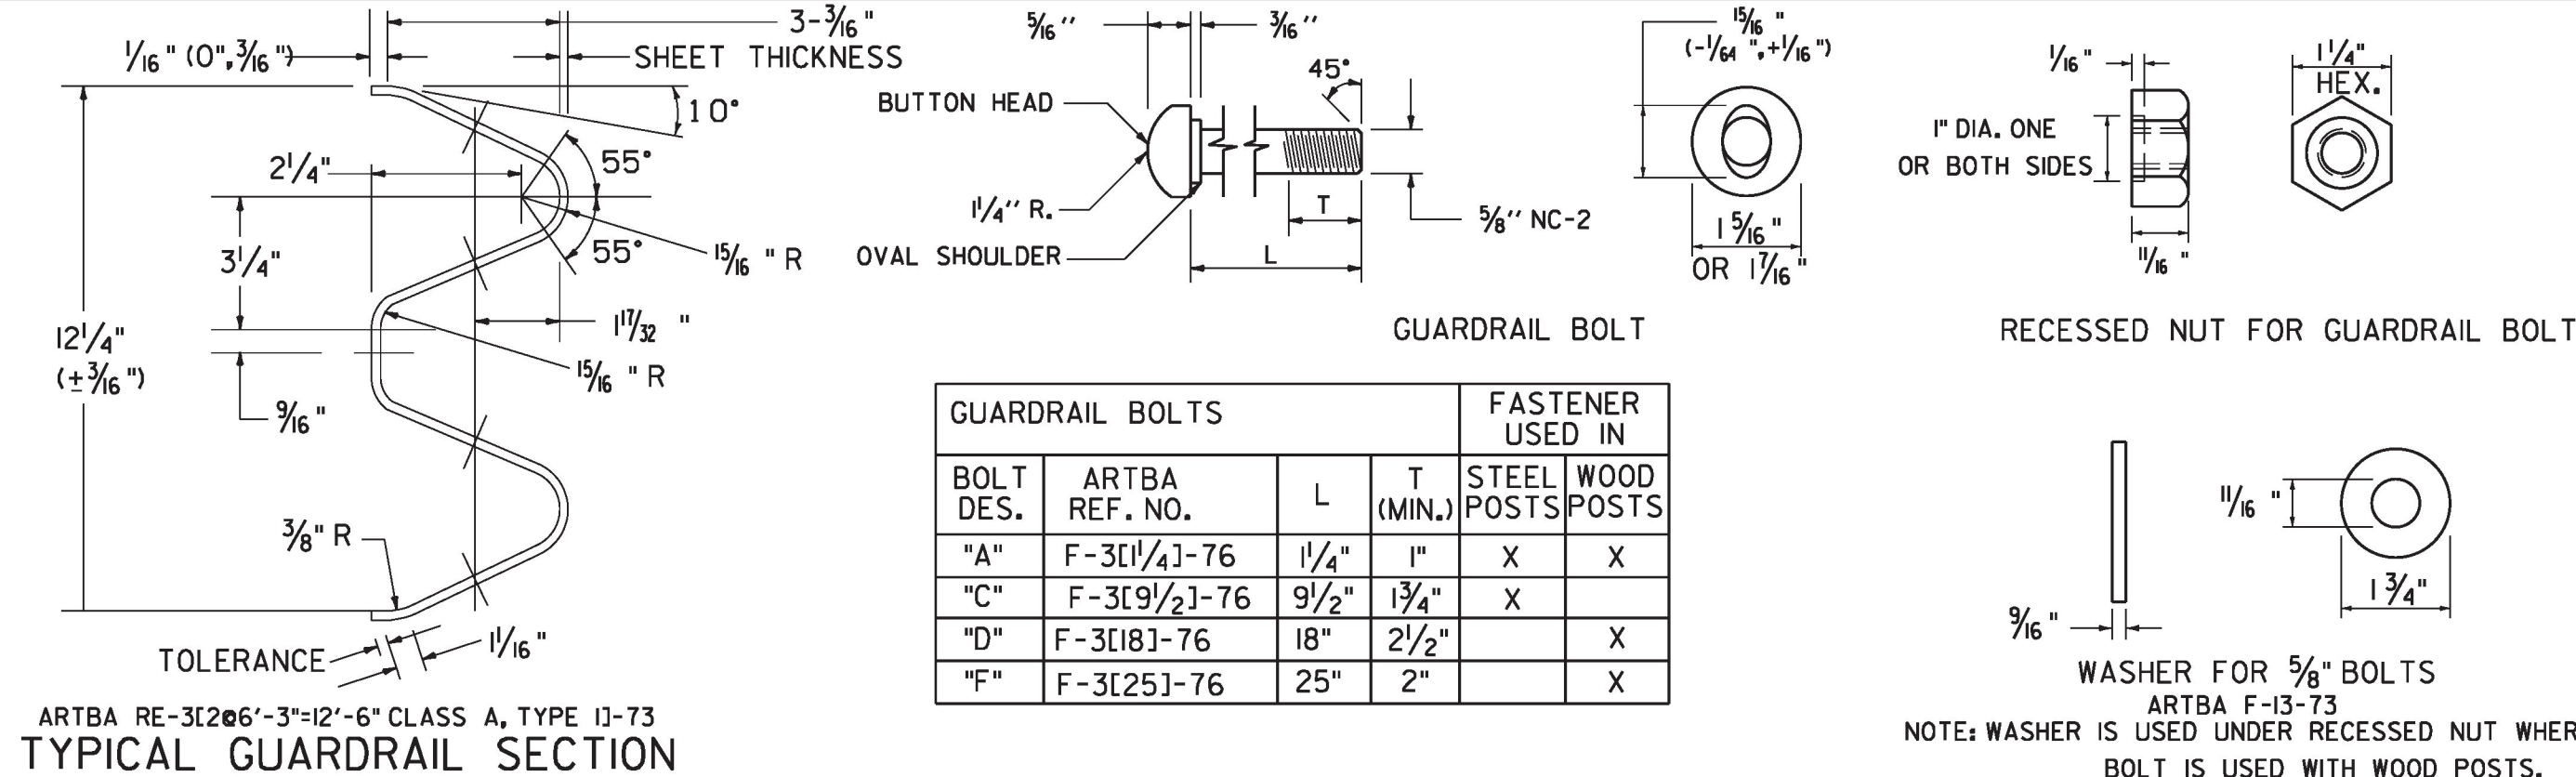 3-3/16"
1/16" (0",3/16")
SHEET THICKNESS
10°
55°
2 1/4"
55°
15/16" R
3 1/4"
1 17/32"
12 1/4"
(±3/16")
15/16" R
9/16"
3/8" R
1 1/16"
TOLERANCE
ARTBA RE-3[2@6'-3"=12'-6" CLASS A, TYPE 1]-73
TYPICAL GUARDRAIL SECTION
5/16''
3/16''
45°
BUTTON HEAD
1 1/4'' R.
T
5/8'' NC-2
OVAL SHOULDER
L
15/16"
(-1/64",+1/16")
1 5/16"
OR 1 7/16"
GUARDRAIL BOLT
1/16"
1 1/4"
HEX.
1" DIA. ONE
OR BOTH SIDES
11/16"
RECESSED NUT FOR GUARDRAIL BOLT
GUARDRAIL BOLTS
FASTENER
USED IN
BOLT DES.
ARTBA REF. NO.
L
T (MIN.)
STEEL POSTS
WOOD POSTS
"A" F-3[1 1/4]-76 1 1/4" 1" X X
"C" F-3[9 1/2]-76 9 1/2" 1 3/4" X
"D" F-3[18]-76 18" 2 1/2" X
"F" F-3[25]-76 25" 2" X
11/16"
1 3/4"
9/16"
WASHER FOR 5/8" BOLTS
ARTBA F-13-73
NOTE: WASHER IS USED UNDER RECESSED NUT WHER
BOLT IS USED WITH WOOD POSTS.